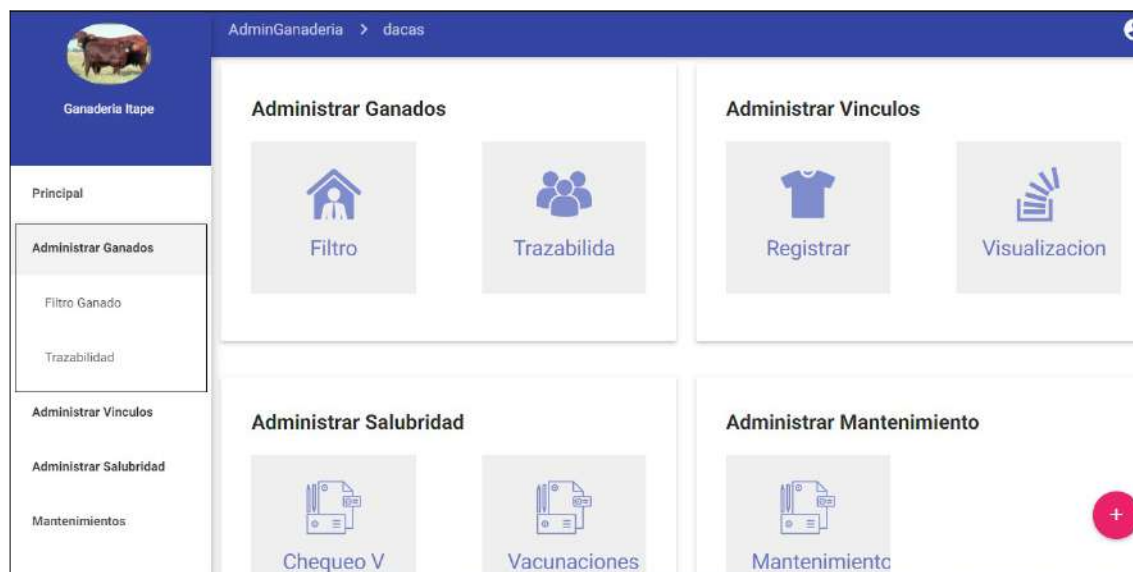 AdminGanaderia > dacas
Ganaderia Itape
Principal
Administrar Ganados
Filtro Ganado
Trazabilidad
Administrar Vinculos
Administrar Salubridad
Mantenimientos
Administrar Ganados
Filtro
Trazabilida
Administrar Vinculos
Registrar
Visualizacion
Administrar Salubridad
Chequeo V
Vacunaciones
Administrar Mantenimiento
Mantenimientc
+